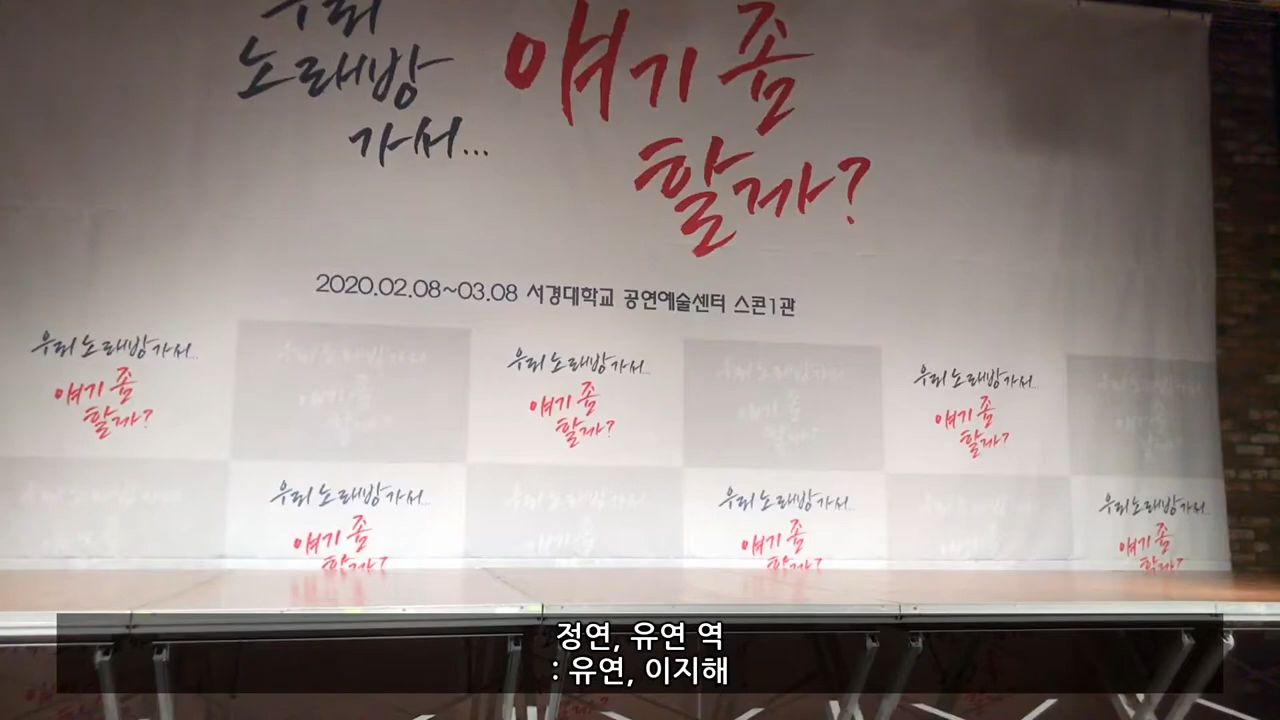 우리
노래방
가서...
얘기 좀
할까?
2020.02.08~03.08 서경대학교 공연예술센터 스콘1관
우리 노래방가서...
얘기 좀
할까?
우리 노래방가서...
얘기 좀
할까?
우리 노래방가서...
얘기 좀
할까?
우리 노래방가서...
얘기 좀
할까?
우리 노래방가서...
얘기 좀
할까?
우리 노래방가서...
얘기 좀
할까?
정연, 유연 역
: 유연, 이지해